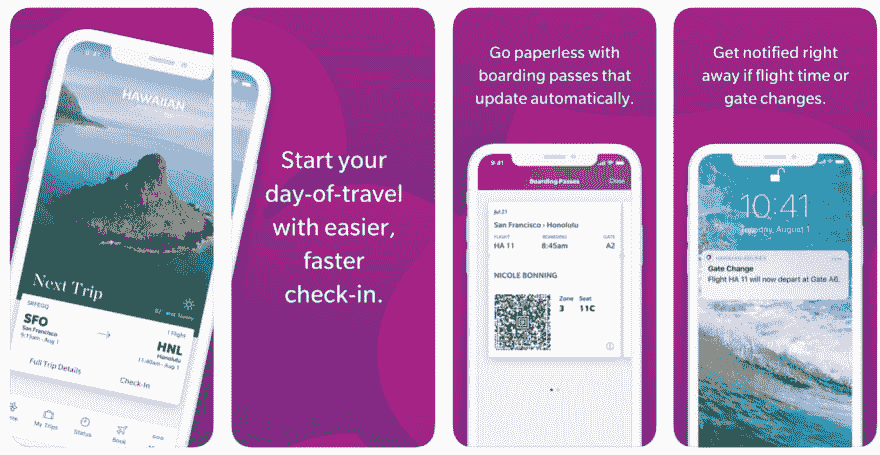 HAWAIIAN
Next Trip
SFO
San Francisco
9:15am - Aug 1
1 Flight
HNL
Honolulu
11:40am - Aug 1
Full Trip Details
Check-In
My Trips
Status
Book
Start your
day-of-travel
with easier,
faster
check-in.
Go paperless with
boarding passes that
update automatically.
9:41
Boarding Passes
Close
Jul 21
San Francisco › Honolulu
FLIGHT BOARDING GATE
HA 11 8:45am A2
NICOLE BONNING
Zone Seat
3 11C
Get notified right
away if flight time or
gate changes.
10:41
Tuesday, August 1
HAWAIIAN AIRLINES
Gate Change
Flight HA 11 will now depart at Gate A6.